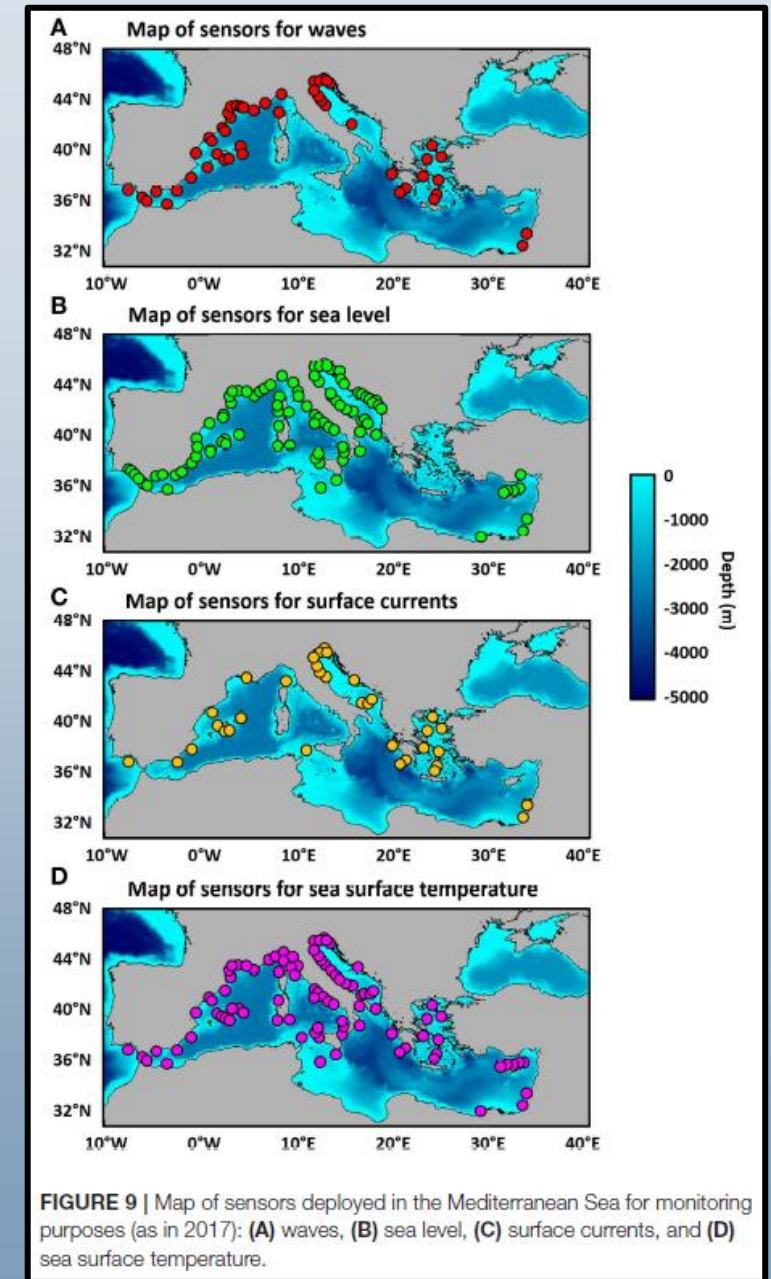 A
Map of sensors for waves
48°N
44°N
40°N
36°N
32°N
10°W 0°W 10°E 20°E 30°E 40°E
B
Map of sensors for sea level
48°N
44°N
40°N
36°N
32°N
10°W 0°W 10°E 20°E 30°E 40°E
C
Map of sensors for surface currents
48°N
44°N
40°N
36°N
32°N
10°W 0°W 10°E 20°E 30°E 40°E
D
Map of sensors for sea surface temperature
48°N
44°N
40°N
36°N
32°N
10°W 0°W 10°E 20°E 30°E 40°E
0
-1000
-2000
-3000
-4000
-5000
Depth (m)
FIGURE 9 | Map of sensors deployed in the Mediterranean Sea for monitoring
purposes (as in 2017): (A) waves, (B) sea level, (C) surface currents, and (D)
sea surface temperature.